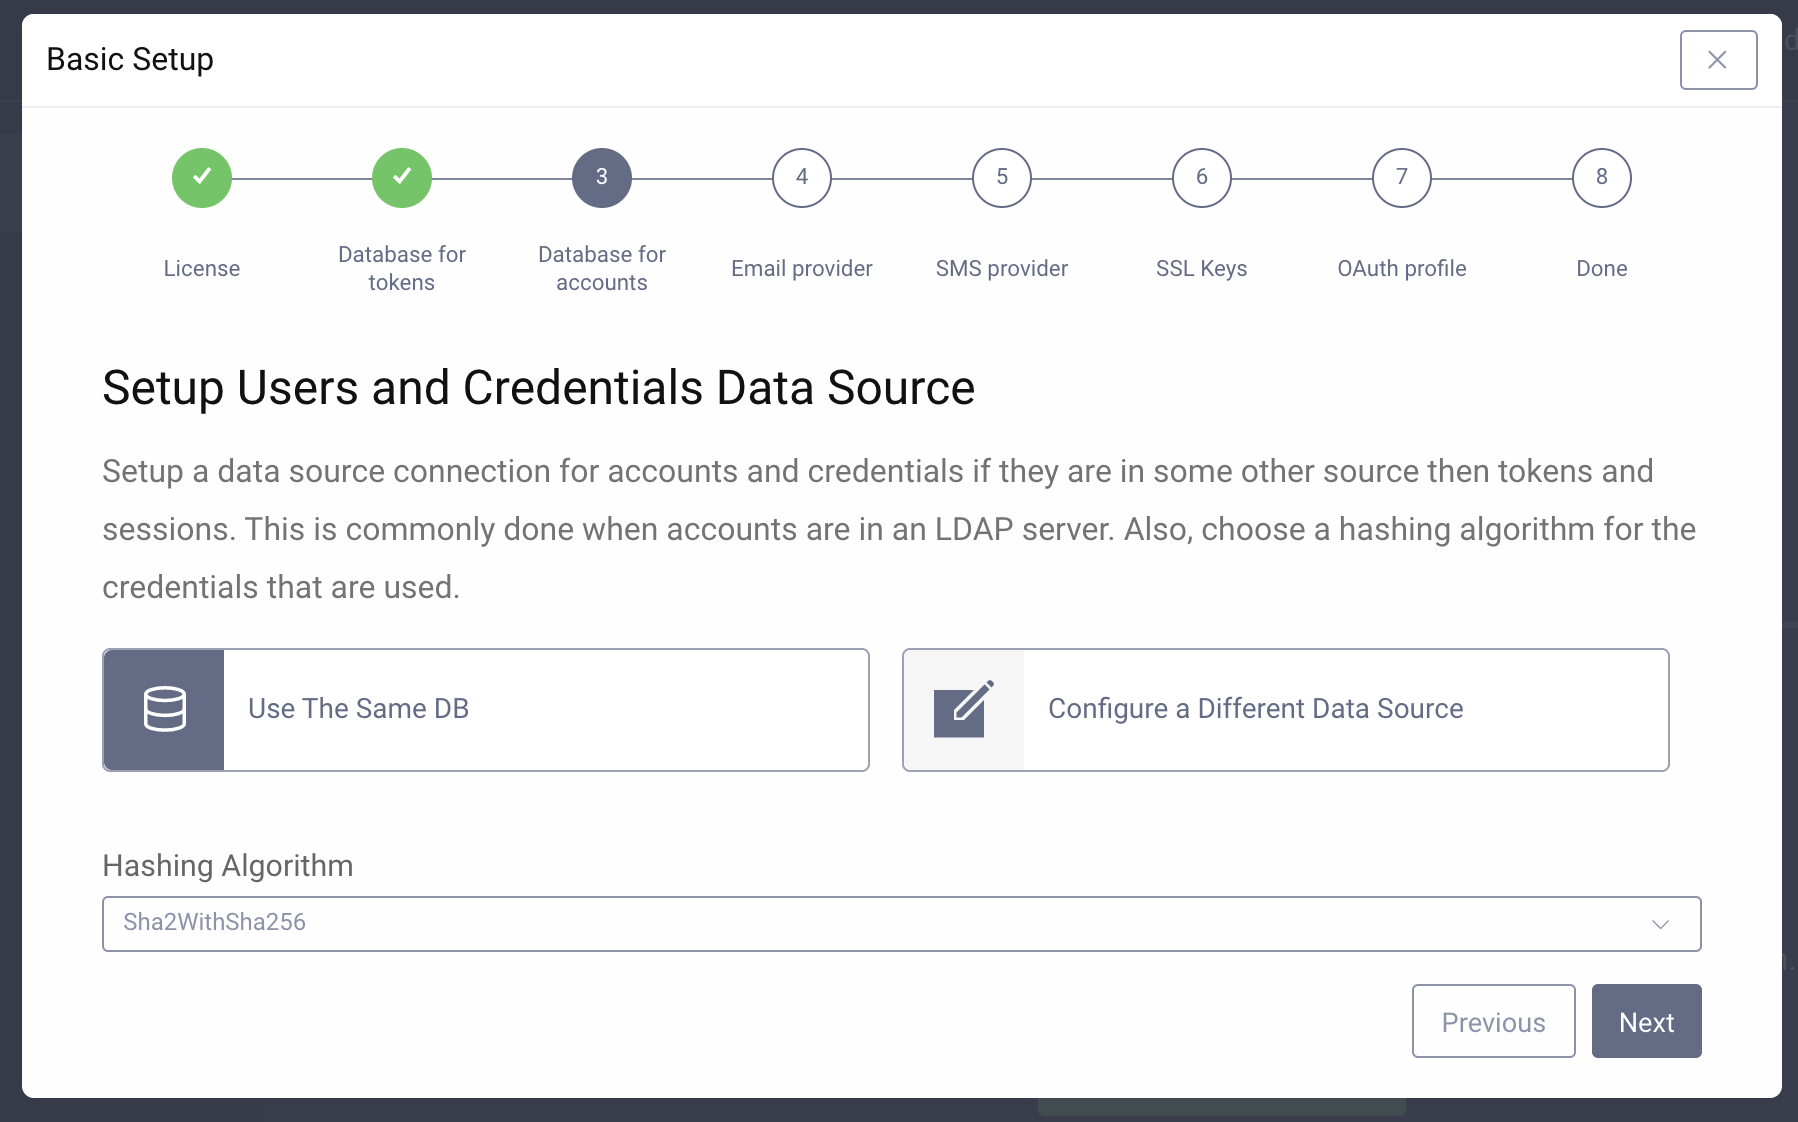 Basic Setup
3
4
5
6
7
8
License
Database for
tokens
Database for
accounts
Email provider
SMS provider
SSL Keys
OAuth profile
Done
Setup Users and Credentials Data Source
Setup a data source connection for accounts and credentials if they are in some other source then tokens and
sessions. This is commonly done when accounts are in an LDAP server. Also, choose a hashing algorithm for the
credentials that are used.
Use The Same DB
Configure a Different Data Source
Hashing Algorithm
Sha2WithSha256
Previous
Next